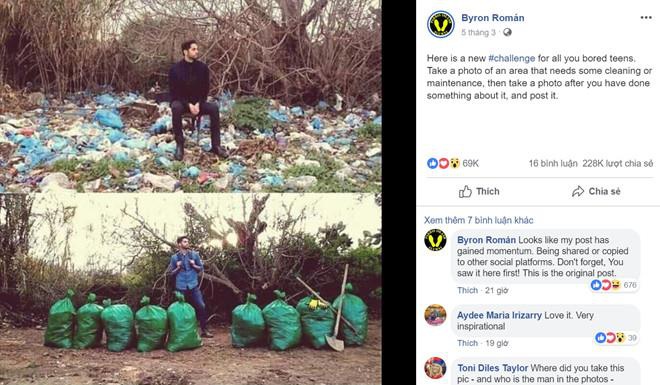 Byron Román
5 tháng 3
Here is a new #challenge for all you bored teens.
Take a photo of an area that needs some cleaning or
maintenance, then take a photo after you have done
something about it, and post it.
69K
16 bình luận 228K lượt chia sẻ
Thích
Chia sẻ
Xem thêm 7 bình luận khác
Byron Román Looks like my post has
gained momentum. Being shared or copied
to other social platforms. Don't forget, You
saw it here first! This is the original post.
Thích · 21 giờ
676
Aydee Maria Irizarry Love it. Very
inspirational
39
Thích · 19 giờ
Toni Diles Taylor Where did you take this
pic - and who is the man in the photos -